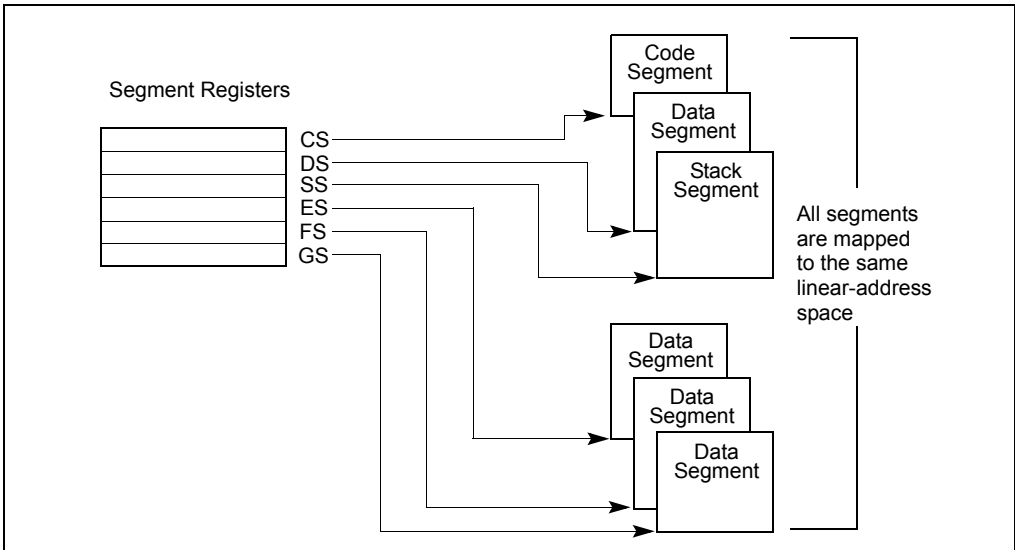 Segment Registers
CS
DS
SS
ES
FS
GS
Code
Segment
Data
Segment
Stack
Segment
Data
Segment
Data
Segment
Data
Segment
All segments
are mapped
to the same
linear-address
space